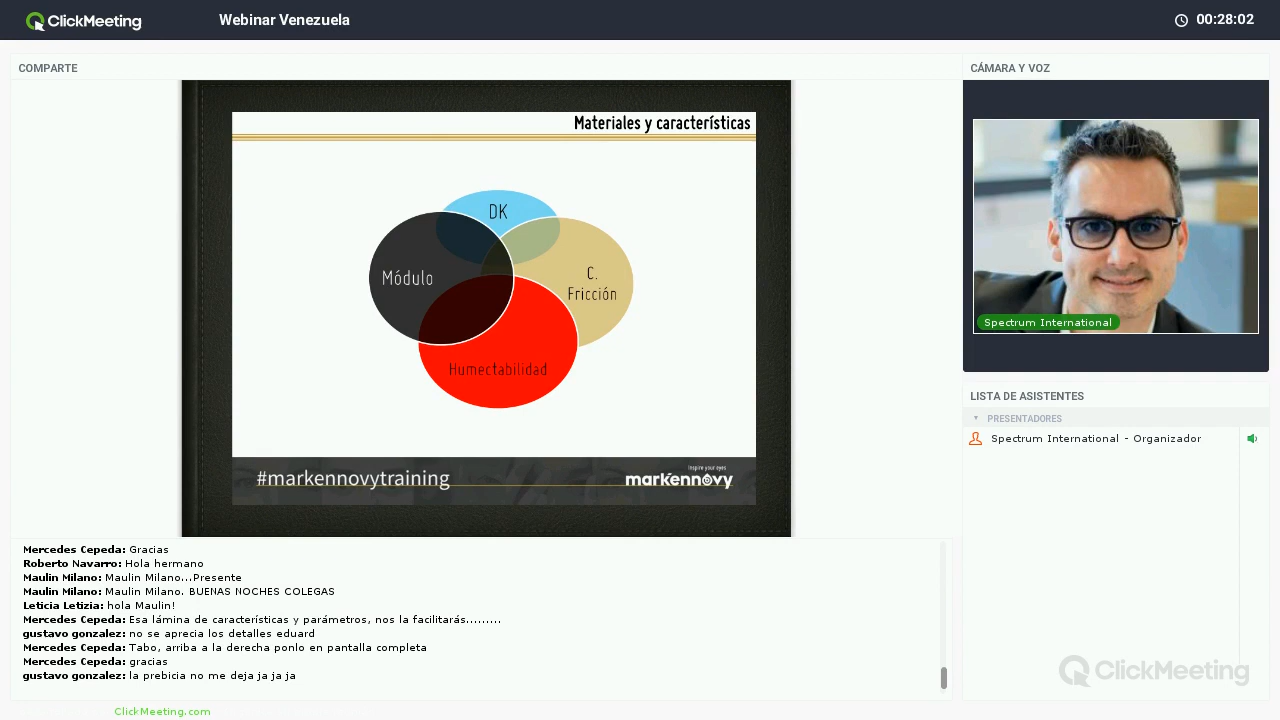 ClickMeeting
Webinar Venezuela
00:28:02
COMPARTE
Materiales y características
DK
Módulo
C.
Fricción
Humectabilidad
#markennovytraining
Inspire your eyes
markennovy
Mercedes Cepeda: Gracias
Roberto Navarro: Hola hermano
Maulin Milano: Maulin Milano...Presente
Maulin Milano: Maulin Milano. BUENAS NOCHES COLEGAS
Leticia Letizia: hola Maulin!
Mercedes Cepeda: Esa lámina de características y parámetros, nos la facilitarás.........
gustavo gonzalez: no se aprecia los detalles eduard
Mercedes Cepeda: Tabo, arriba a la derecha ponlo en pantalla completa
Mercedes Cepeda: gracias
gustavo gonzalez: la prebicia no me deja ja ja ja
CÁMARA Y VOZ
Spectrum International
LISTA DE ASISTENTES
PRESENTADORES
Spectrum International - Organizador
ClickMeeting
ClickMeeting.com